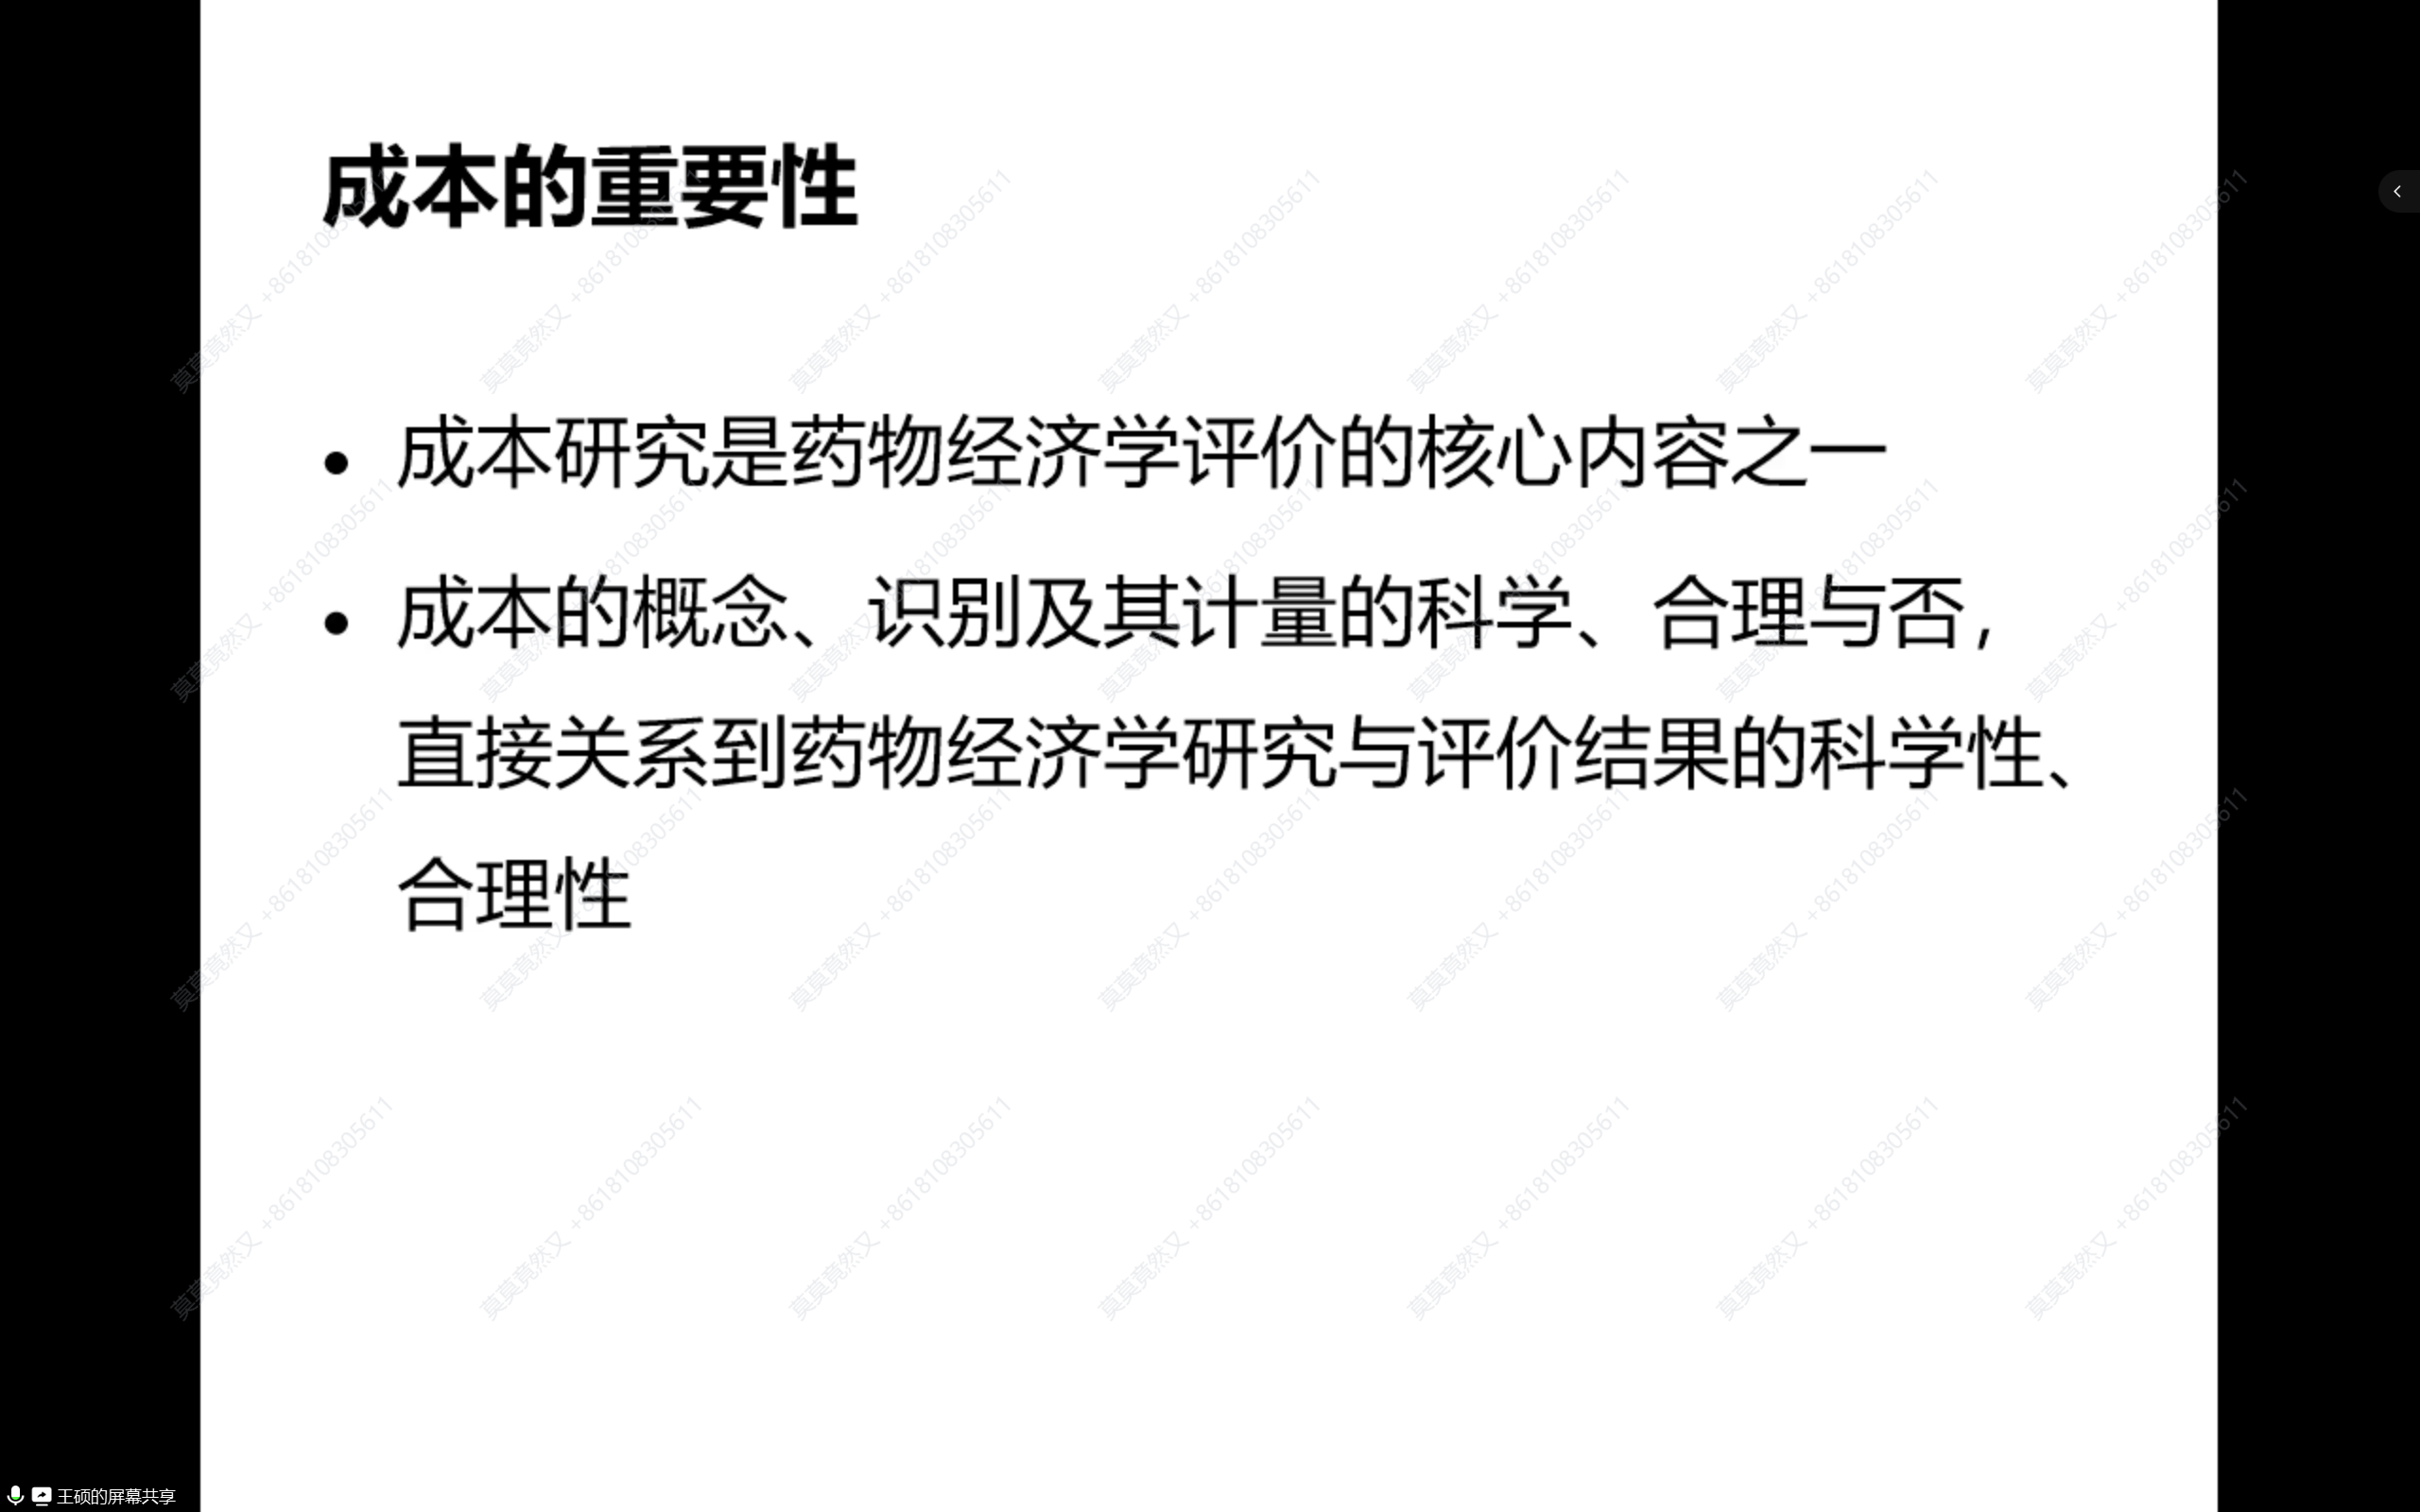 成本的重要性
• 成本研究是药物经济学评价的核心内容之一
• 成本的概念、识别及其计量的科学、合理与否，
直接关系到药物经济学研究与评价结果的科学性、
合理性
莫莫竟然又 +8618108305611
王硕的屏幕共享